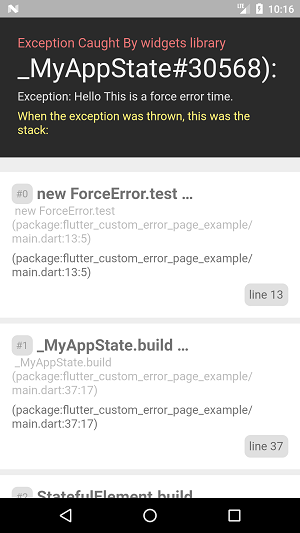 10:16
Exception Caught By widgets library
_MyAppState#30568):
Exception: Hello This is a force error time.
When the exception was thrown, this was the
stack:
#0 new ForceError.test ...
new ForceError.test
(package:flutter_custom_error_page_example/
main.dart:13:5)
(package:flutter_custom_error_page_example/
main.dart:13:5)
line 13
#1 _MyAppState.build ...
_MyAppState.build
(package:flutter_custom_error_page_example/
main.dart:37:17)
(package:flutter_custom_error_page_example/
main.dart:37:17)
line 37
#2 StatefulElement.build